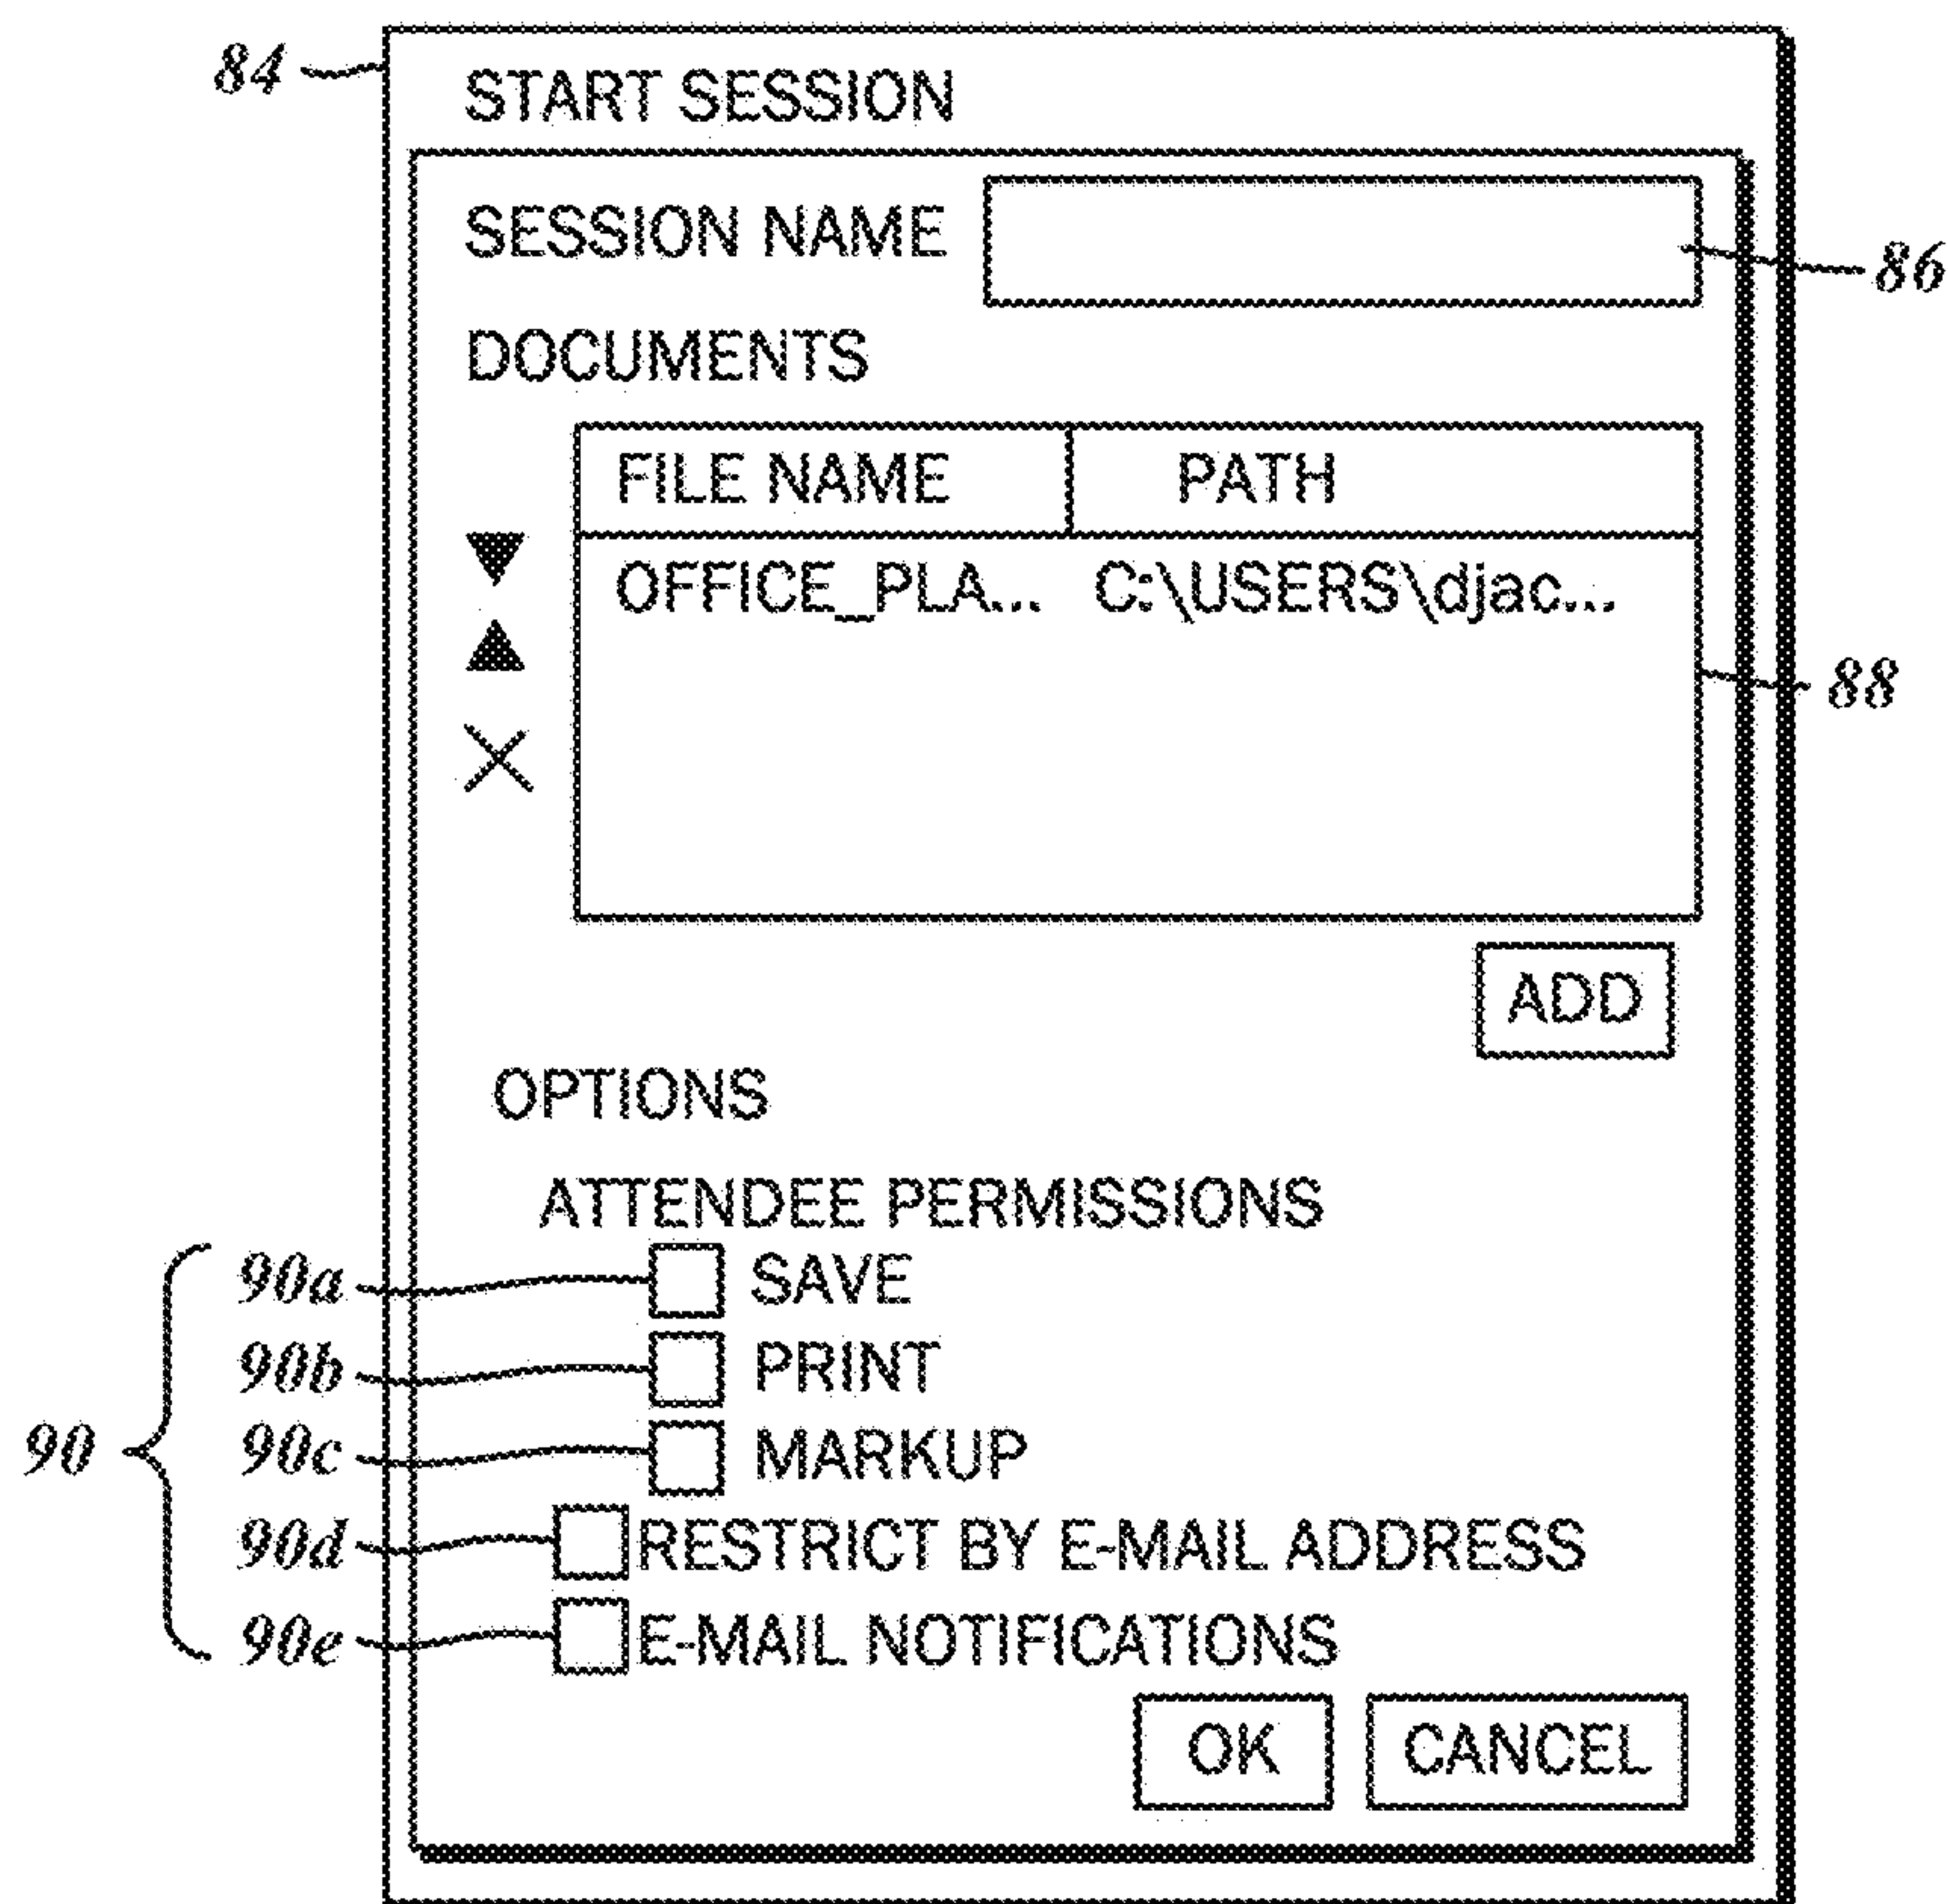 84
START SESSION
SESSION NAME
86
DOCUMENTS
FILE NAME PATH
OFFICE_PLA... C:\USERS\djac...
88
ADD
OPTIONS
ATTENDEE PERMISSIONS
90a SAVE
90b PRINT
90 90c MARKUP
90d RESTRICT BY E-MAIL ADDRESS
90e E-MAIL NOTIFICATIONS
OK CANCEL